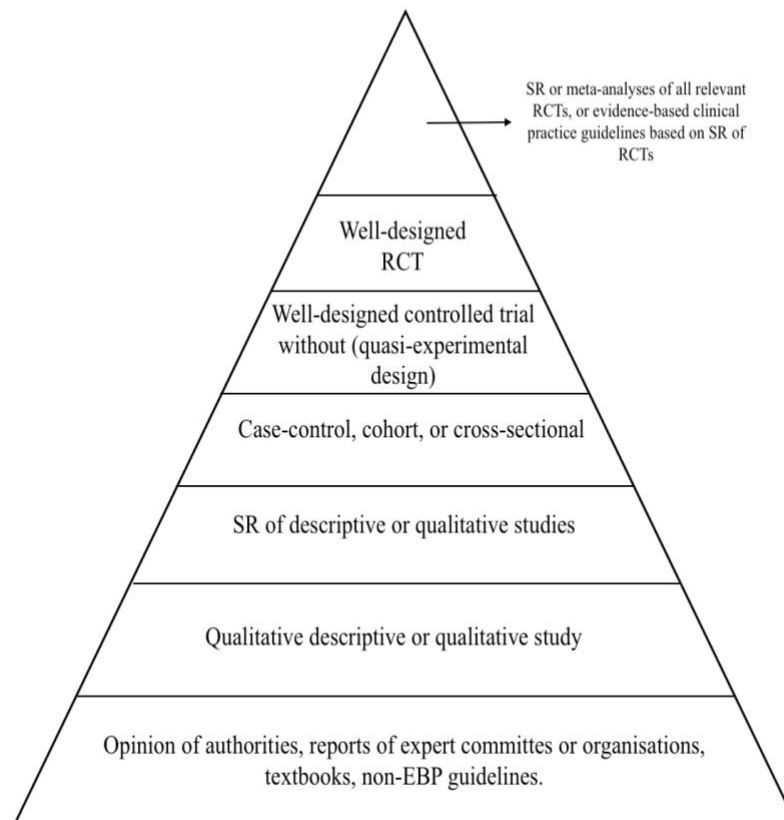 SR or meta-analyses of all relevant
RCTs, or evidence-based clinical
practice guidelines based on SR of
RCTs
Well-designed
RCT
Well-designed controlled trial
without (quasi-experimental
design)
Case-control, cohort, or cross-sectional
SR of descriptive or qualitative studies
Qualitative descriptive or qualitative study
Opinion of authorities, reports of expert committes or organisations,
textbooks, non-EBP guidelines.